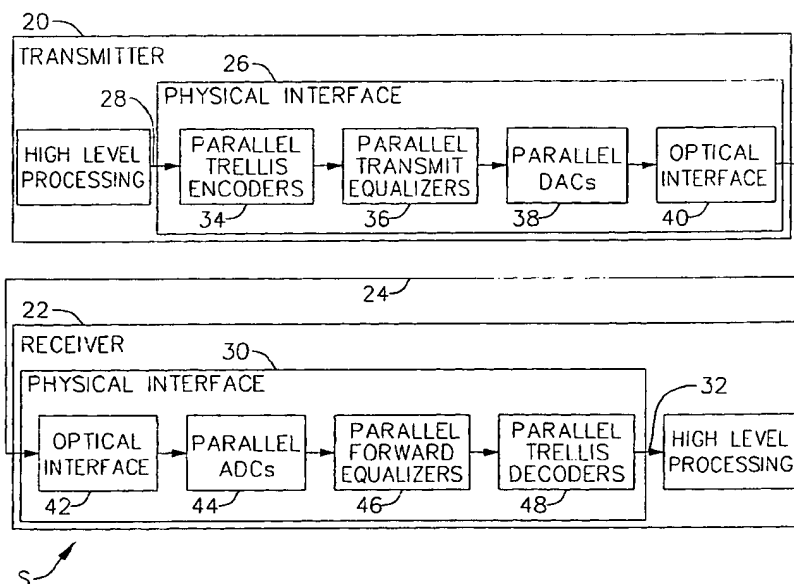 20
TRANSMITTER
26
PHYSICAL INTERFACE
28
HIGH LEVEL
PROCESSING
PARALLEL
TRELLIS
ENCODERS
34
PARALLEL
TRANSMIT
EQUALIZERS
36
PARALLEL
DACs
38
OPTICAL
INTERFACE
40
24
22
RECEIVER
30
PHYSICAL INTERFACE
32
OPTICAL
INTERFACE
42
PARALLEL
ADCs
44
PARALLEL
FORWARD
EQUALIZERS
46
PARALLEL
TRELLIS
DECODERS
48
HIGH LEVEL
PROCESSING
S